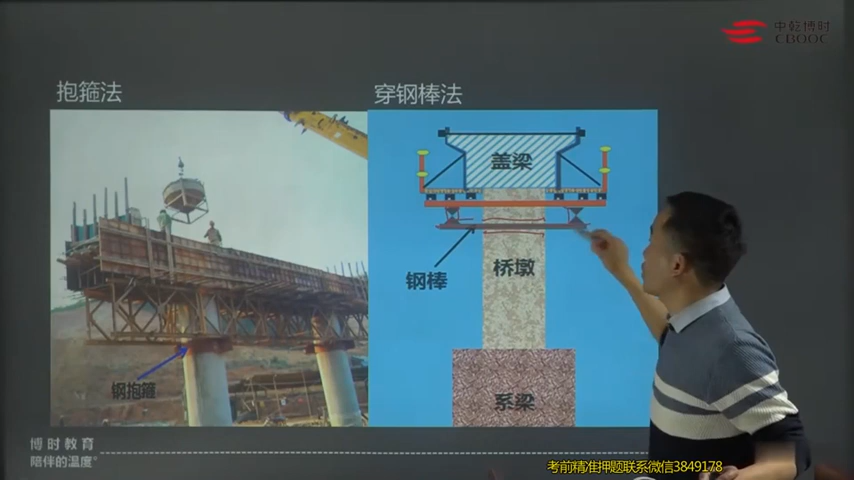 中乾博时
CBQOC
抱箍法
穿钢棒法
盖梁
钢棒
桥墩
钢抱箍
系梁
博时教育
陪伴的温度
考前精准押题联系微信3849178